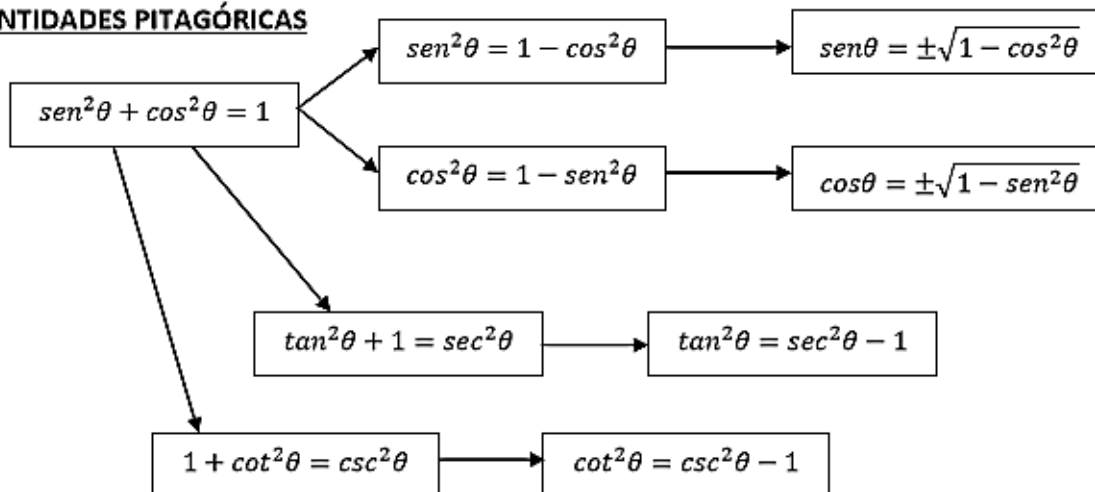 NTIDADES PITAGÓRICAS
sen²θ + cos²θ = 1
sen²θ = 1 − cos²θ
senθ = ±√1 − cos²θ
cos²θ = 1 − sen²θ
cosθ = ±√1 − sen²θ
tan²θ + 1 = sec²θ
tan²θ = sec²θ − 1
1 + cot²θ = csc²θ
cot²θ = csc²θ − 1